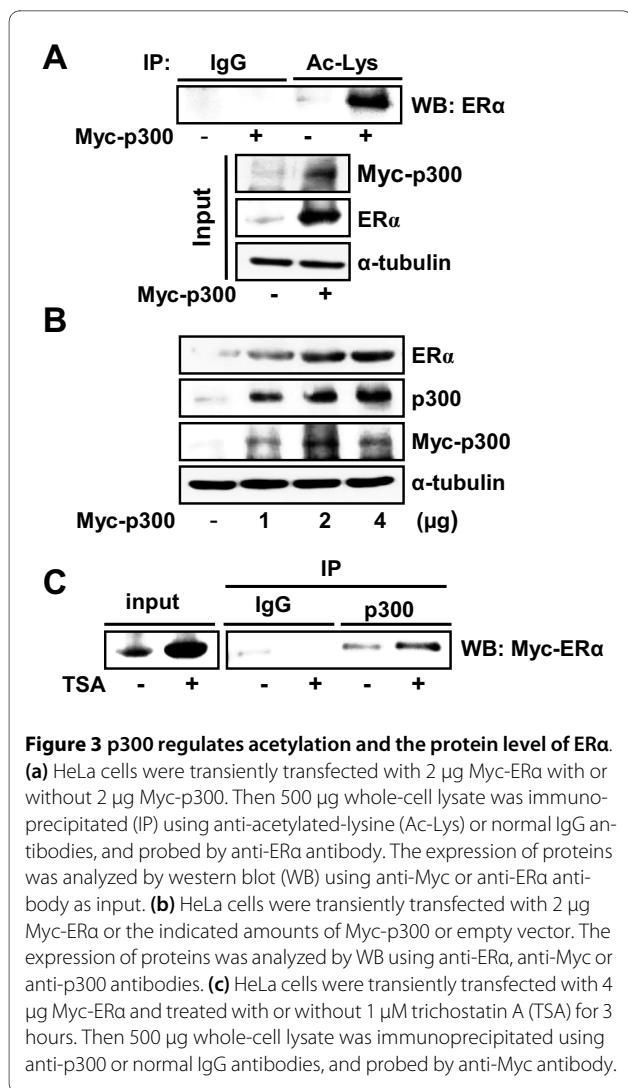 A
IP: IgG Ac-Lys
WB: ERα
Myc-p300 - + - +
Input
Myc-p300
ERα
α-tubulin
Myc-p300 - +
B
ERα
p300
Myc-p300
α-tubulin
Myc-p300 - 1 2 4 (µg)
C
IP
input IgG p300
WB: Myc-ERα
TSA - + - + - +
Figure 3 p300 regulates acetylation and the protein level of ERα.
(a) HeLa cells were transiently transfected with 2 µg Myc-ERα with or
without 2 µg Myc-p300. Then 500 µg whole-cell lysate was immuno-
precipitated (IP) using anti-acetylated-lysine (Ac-Lys) or normal IgG an-
tibodies, and probed by anti-ERα antibody. The expression of proteins
was analyzed by western blot (WB) using anti-Myc or anti-ERα anti-
body as input. (b) HeLa cells were transiently transfected with 2 µg
Myc-ERα or the indicated amounts of Myc-p300 or empty vector. The
expression of proteins was analyzed by WB using anti-ERα, anti-Myc or
anti-p300 antibodies. (c) HeLa cells were transiently transfected with 4
µg Myc-ERα and treated with or without 1 µM trichostatin A (TSA) for 3
hours. Then 500 µg whole-cell lysate was immunoprecipitated using
anti-p300 or normal IgG antibodies, and probed by anti-Myc antibody.